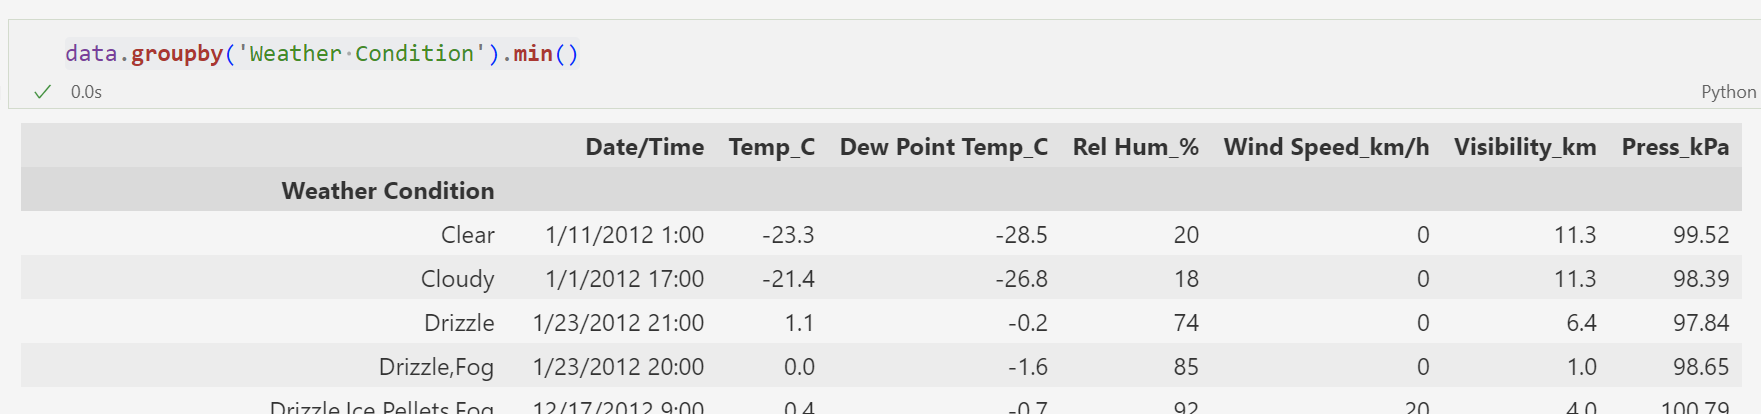 data.groupby('Weather Condition').min()
0.0s
Python
Date/Time Temp_C Dew Point Temp_C Rel Hum_% Wind Speed_km/h Visibility_km Press_kPa
Weather Condition
Clear 1/11/2012 1:00 -23.3 -28.5 20 0 11.3 99.52
Cloudy 1/1/2012 17:00 -21.4 -26.8 18 0 11.3 98.39
Drizzle 1/23/2012 21:00 1.1 -0.2 74 0 6.4 97.84
Drizzle,Fog 1/23/2012 20:00 0.0 -1.6 85 0 1.0 98.65
Drizzle,Ice Pellets,Fog 12/17/2012 9:00 0.4 -0.7 92 20 4.0 100.79